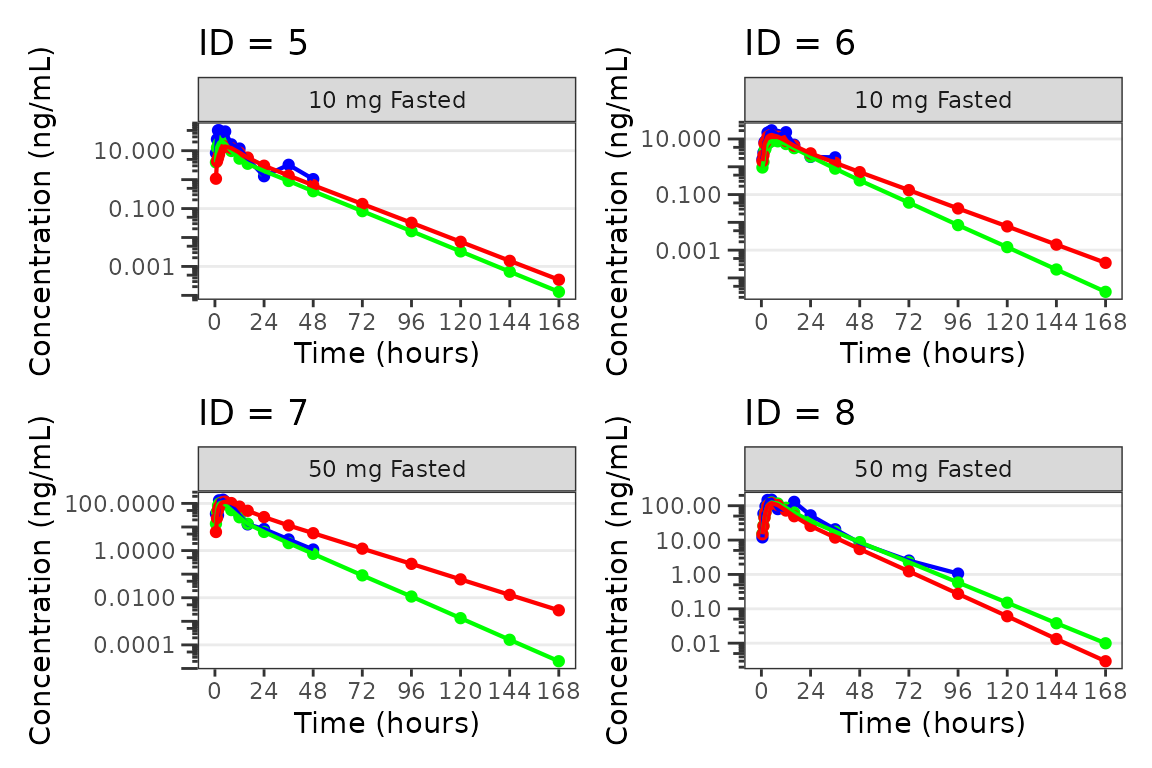 ID = 5
10 mg Fasted
Concentration (ng/mL)
10.000
0.100
0.001
0 24 48 72 96 120 144 168
Time (hours)
ID = 6
10 mg Fasted
Concentration (ng/mL)
10.000
0.100
0.001
0 24 48 72 96 120 144 168
Time (hours)
ID = 7
50 mg Fasted
Concentration (ng/mL)
100.0000
1.0000
0.0100
0.0001
0 24 48 72 96 120 144 168
Time (hours)
ID = 8
50 mg Fasted
Concentration (ng/mL)
100.00
10.00
1.00
0.10
0.01
0 24 48 72 96 120 144 168
Time (hours)